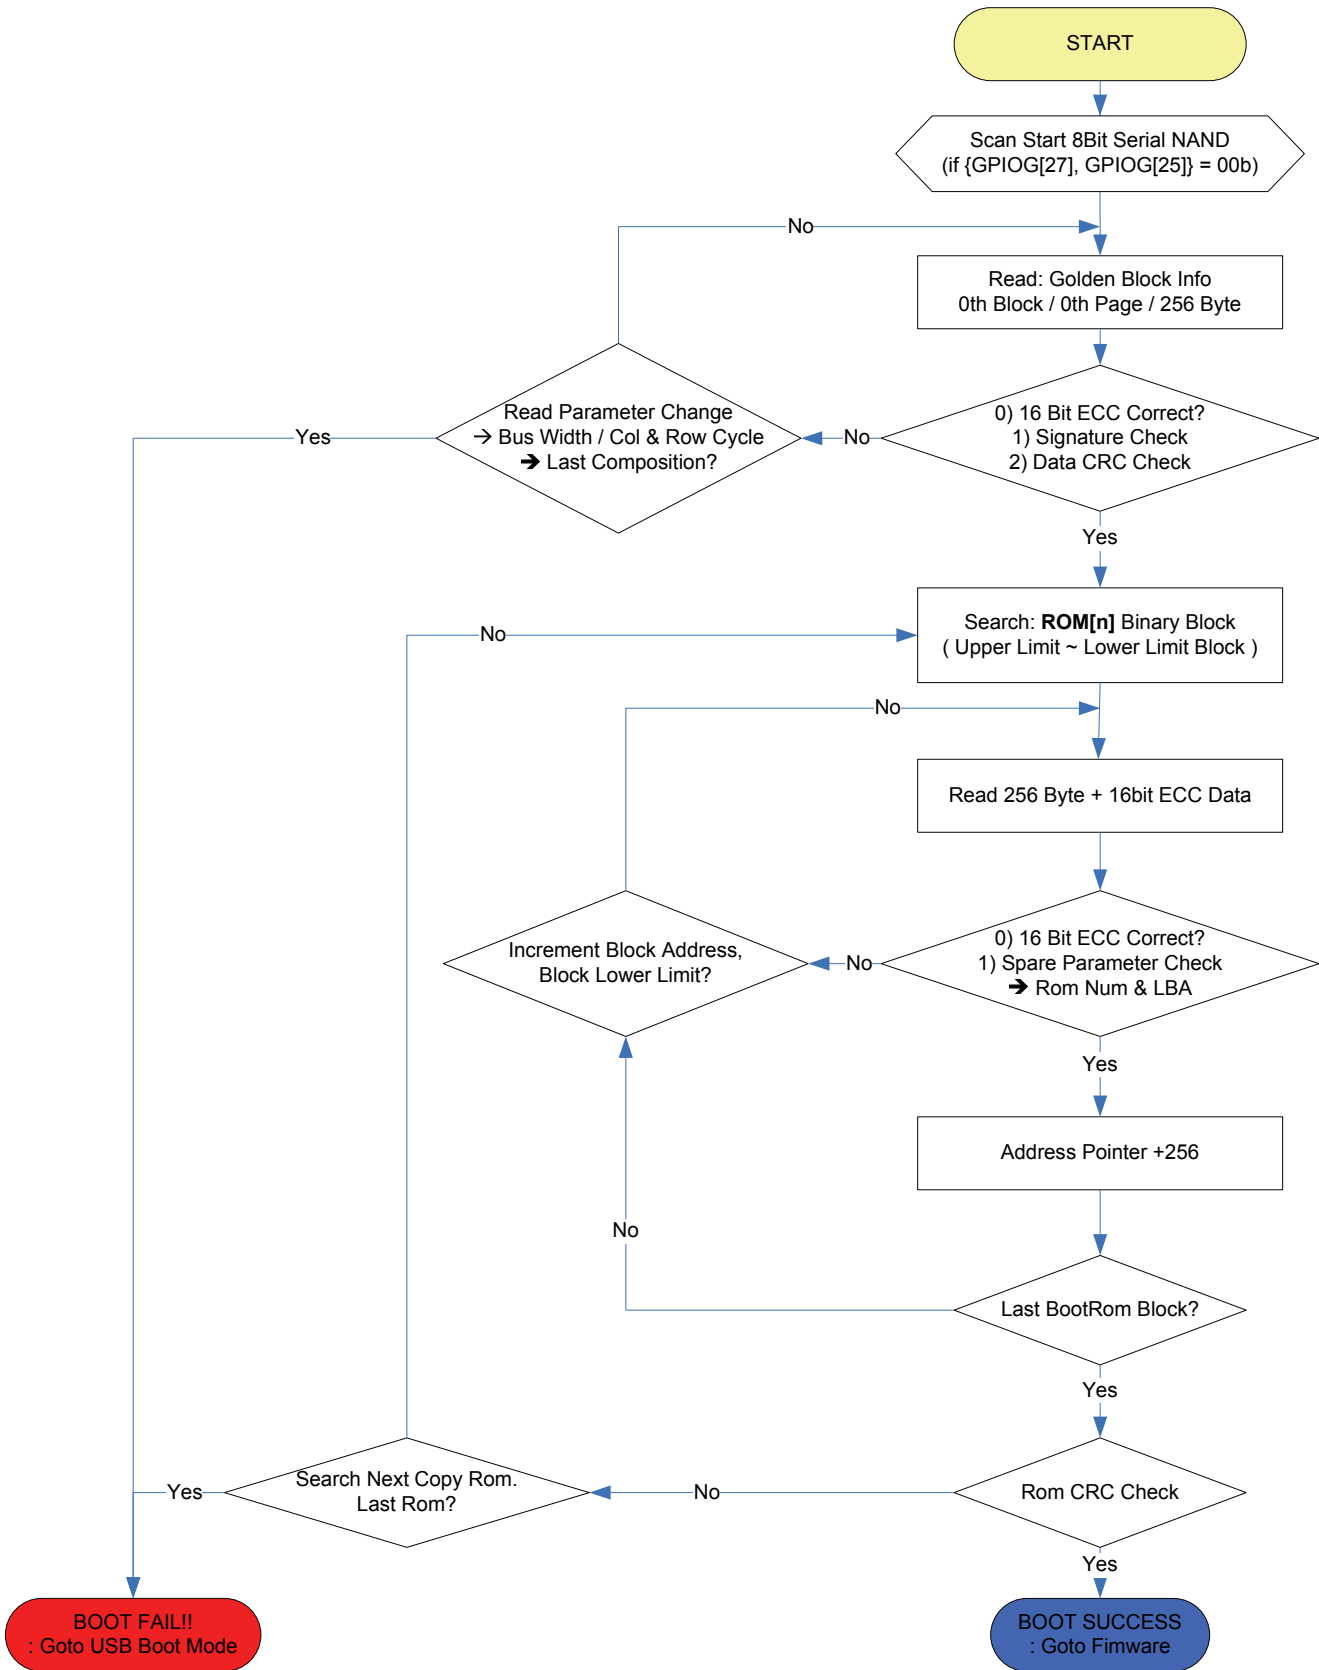 START
Scan Start 8Bit Serial NAND
(if {GPIOG[27], GPIOG[25]} = 00b)
No
Read: Golden Block Info
0th Block / 0th Page / 256 Byte
Read Parameter Change
→ Bus Width / Col & Row Cycle
➔ Last Composition?
Yes
No
0) 16 Bit ECC Correct?
1) Signature Check
2) Data CRC Check
Yes
Search: ROM[n] Binary Block
( Upper Limit ~ Lower Limit Block )
No
No
Read 256 Byte + 16bit ECC Data
Increment Block Address,
Block Lower Limit?
No
0) 16 Bit ECC Correct?
1) Spare Parameter Check
➔ Rom Num & LBA
Yes
Address Pointer +256
No
Last BootRom Block?
Yes
Yes
Search Next Copy Rom.
Last Rom?
No
Rom CRC Check
Yes
BOOT FAIL!!
: Goto USB Boot Mode
BOOT SUCCESS
: Goto Fimware